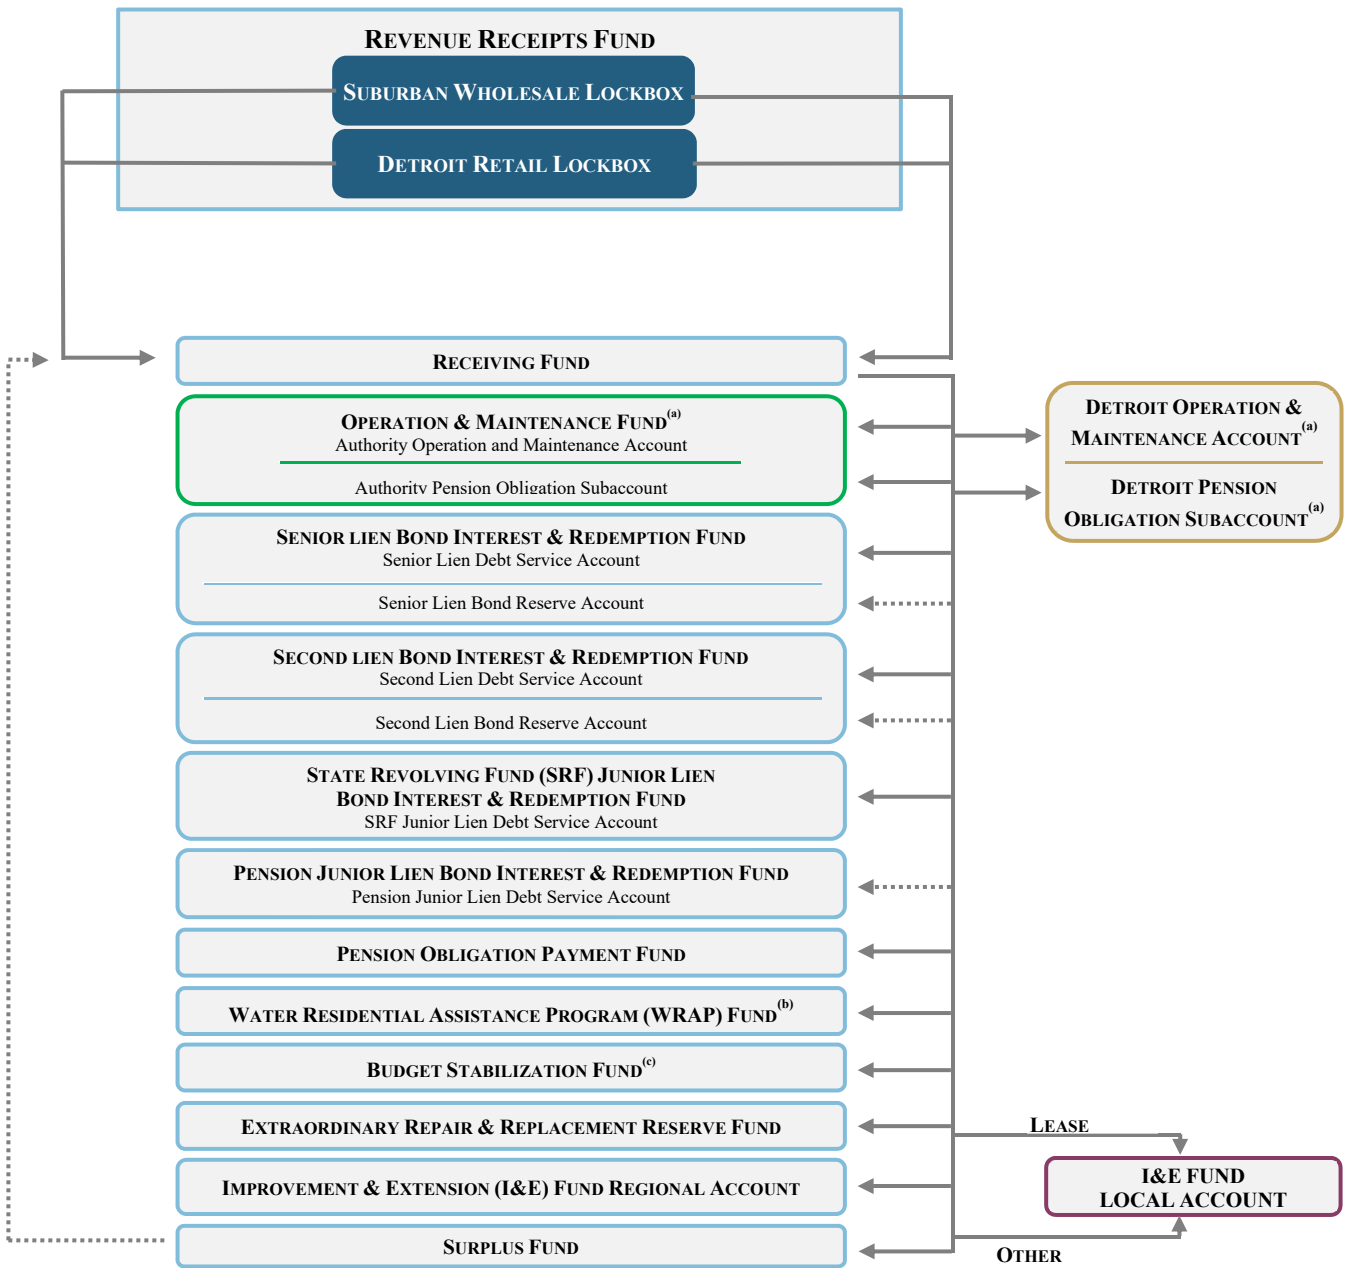 REVENUE RECEIPTS FUND
SUBURBAN WHOLESALE LOCKBOX
DETROIT RETAIL LOCKBOX
RECEIVING FUND
OPERATION & MAINTENANCE FUND(a)
Authority Operation and Maintenance Account
Authority Pension Obligation Subaccount
DETROIT OPERATION &
MAINTENANCE ACCOUNT(a)
DETROIT PENSION
OBLIGATION SUBACCOUNT(a)
SENIOR LIEN BOND INTEREST & REDEMPTION FUND
Senior Lien Debt Service Account
Senior Lien Bond Reserve Account
SECOND LIEN BOND INTEREST & REDEMPTION FUND
Second Lien Debt Service Account
Second Lien Bond Reserve Account
STATE REVOLVING FUND (SRF) JUNIOR LIEN
BOND INTEREST & REDEMPTION FUND
SRF Junior Lien Debt Service Account
PENSION JUNIOR LIEN BOND INTEREST & REDEMPTION FUND
Pension Junior Lien Debt Service Account
PENSION OBLIGATION PAYMENT FUND
WATER RESIDENTIAL ASSISTANCE PROGRAM (WRAP) FUND(b)
BUDGET STABILIZATION FUND(c)
EXTRAORDINARY REPAIR & REPLACEMENT RESERVE FUND
LEASE
IMPROVEMENT & EXTENSION (I&E) FUND REGIONAL ACCOUNT
I&E FUND
LOCAL ACCOUNT
SURPLUS FUND
OTHER